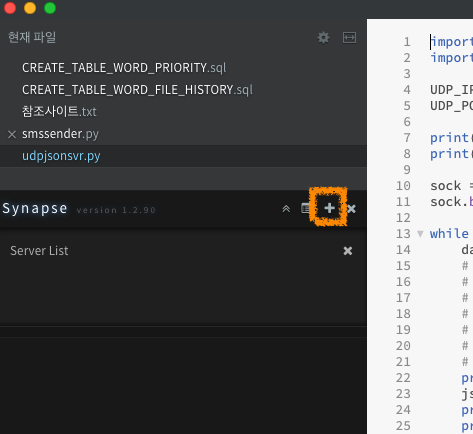 현재 파일
CREATE_TABLE_WORD_PRIORITY.sql
CREATE_TABLE_WORD_FILE_HISTORY.sql
참조사이트.txt
× smssender.py
udpjsonsvr.py
Synapse version 1.2.90
Server List
1 import
2 import
3
4 UDP_IP
5 UDP_PO
6
7 print(
8 print(
9
10 sock =
11 sock.b
12
13 while
14 da
15 #
16 #
17 #
18 #
19 #
20 #
21 #
22 pr
23 js
24 pr
25 pr